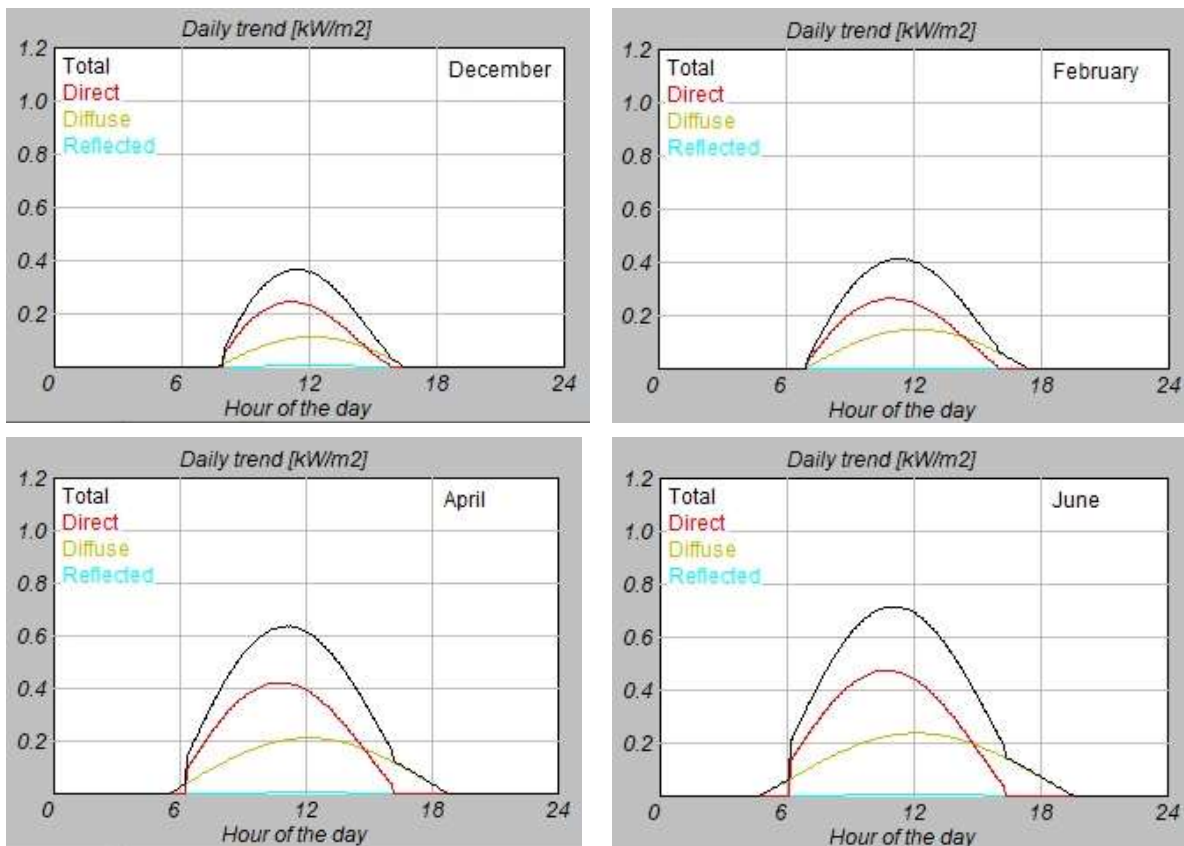 Daily trend [kW/m2]
1.2
Total
December
1.0
Direct
Diffuse
0.8
Reflected
0.6
0.4
0.2
0 6 12 18 24
Hour of the day
Daily trend [kW/m2]
1.2
Total
February
1.0
Direct
Diffuse
0.8
Reflected
0.6
0.4
0.2
0 6 12 18 24
Hour of the day
Daily trend [kW/m2]
1.2
Total
April
1.0
Direct
Diffuse
0.8
Reflected
0.6
0.4
0.2
0 6 12 18 24
Hour of the day
Daily trend [kW/m2]
1.2
Total
June
1.0
Direct
Diffuse
0.8
Reflected
0.6
0.4
0.2
0 6 12 18 24
Hour of the day